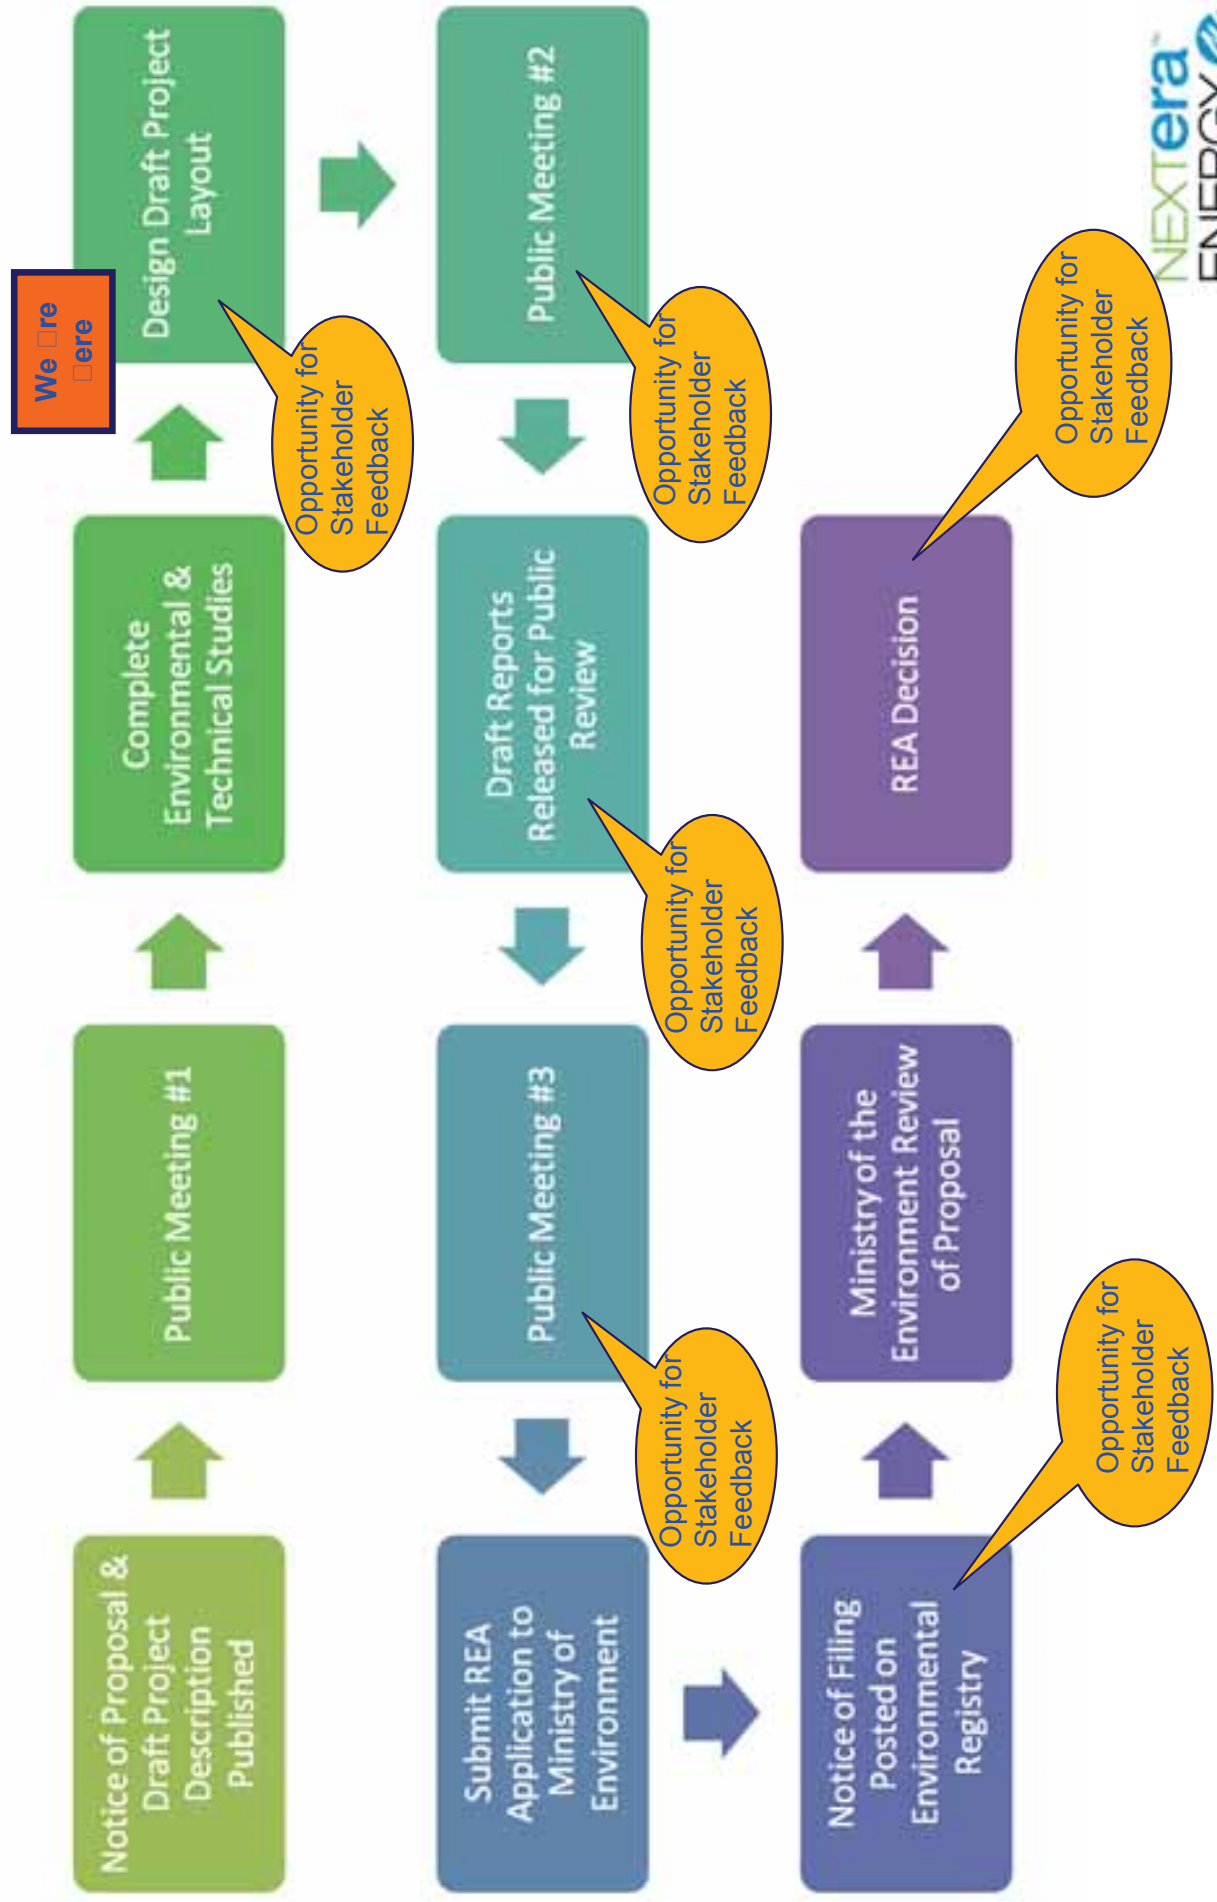 We □re
□ere
Notice of Proposal &
Draft Project
Description
Published
Public Meeting #1
Complete
Environmental &
Technical Studies
Design Draft Project
Layout
Opportunity for
Stakeholder
Feedback
Submit REA
Application to
Ministry of
Environment
Public Meeting #3
Draft Reports
Released for Public
Review
Public Meeting #2
Opportunity for
Stakeholder
Feedback
Opportunity for
Stakeholder
Feedback
Opportunity for
Stakeholder
Feedback
Notice of Filing
Posted on
Environmental
Registry
Ministry of the
Environment Review
of Proposal
REA Decision
Opportunity for
Stakeholder
Feedback
Opportunity for
Stakeholder
Feedback
NEXTera™
ENERGY